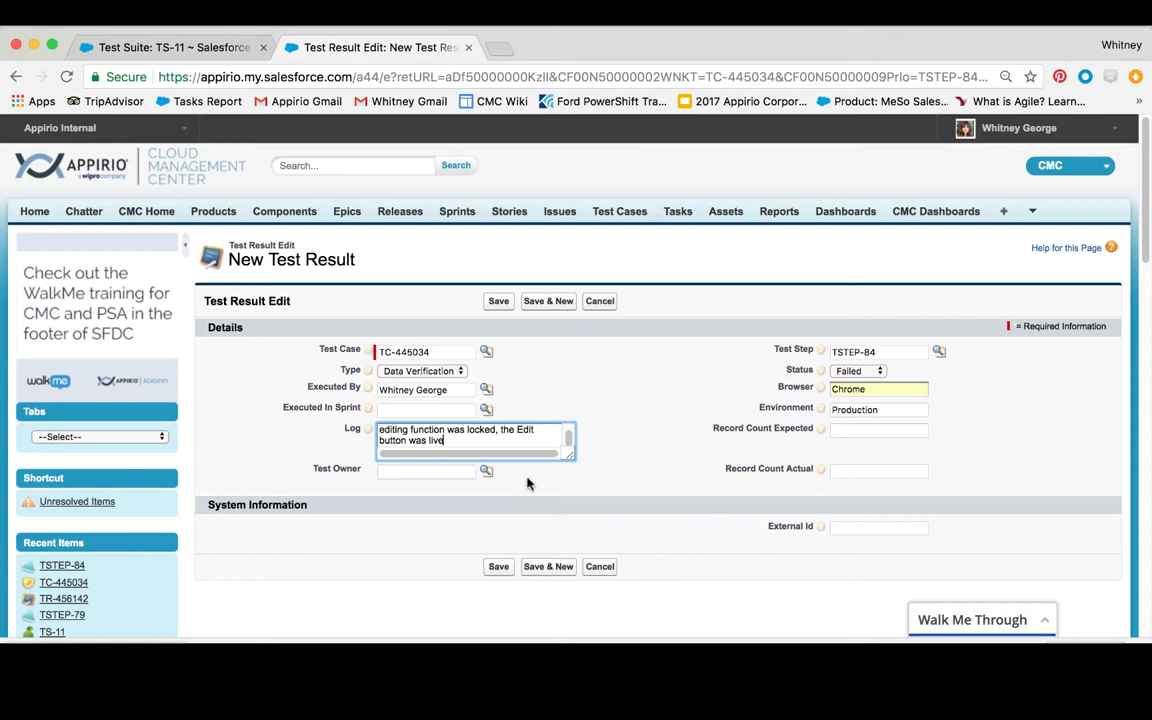 Whitney
Test Suite: TS-11 ~ Salesforce ×
Test Result Edit: New Test Res ×
Secure https://appirio.my.salesforce.com/a44/e?retURL=aDf50000000KzlI&CF00N50000002WNKT=TC-445034&CF00N50000009PrIo=TSTEP-84...
Apps TripAdvisor Tasks Report Appirio Gmail Whitney Gmail CMC Wiki Ford PowerShift Tra... 2017 Appirio Corpor... Product: MeSo Sales... What is Agile? Learn... »
Appirio Internal
Whitney George
APPIRIO
a wipro company
CLOUD
MANAGEMENT
CENTER
Search... Search
CMC
Home Chatter CMC Home Products Components Epics Releases Sprints Stories Issues Test Cases Tasks Assets Reports Dashboards CMC Dashboards +
Check out the
WalkMe training for
CMC and PSA in the
footer of SFDC
walkme APPIRIO ACADEMY
Tabs
--Select--
Shortcut
Unresolved Items
Recent Items
TSTEP-84
TC-445034
TR-456142
TSTEP-79
TS-11
Test Result Edit
New Test Result
Help for this Page ?
Test Result Edit Save Save & New Cancel
Details
= Required Information
Test Case TC-445034
Test Step TSTEP-84
Type Data Verification
Status Failed
Executed By Whitney George
Browser Chrome
Executed In Sprint
Environment Production
Log editing function was locked, the Edit
button was live
Record Count Expected
Test Owner
Record Count Actual
System Information
External Id
Save Save & New Cancel
Walk Me Through